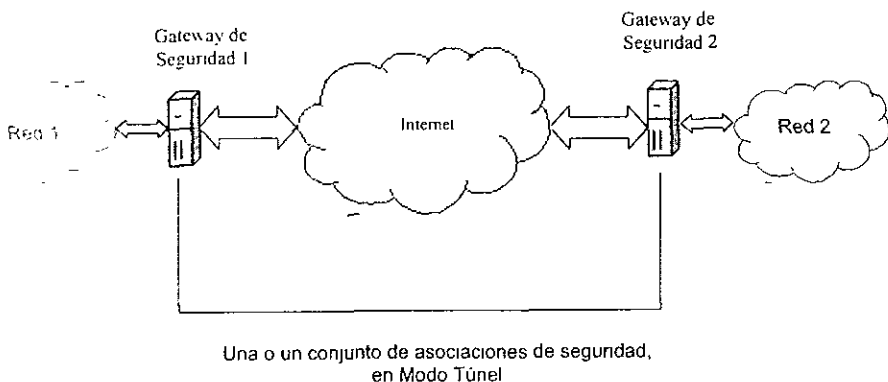 Gateway de
Seguridad 1
Gateway de
Seguridad 2
Red 1
Internet
Red 2
Una o un conjunto de asociaciones de seguridad,
en Modo Túnel